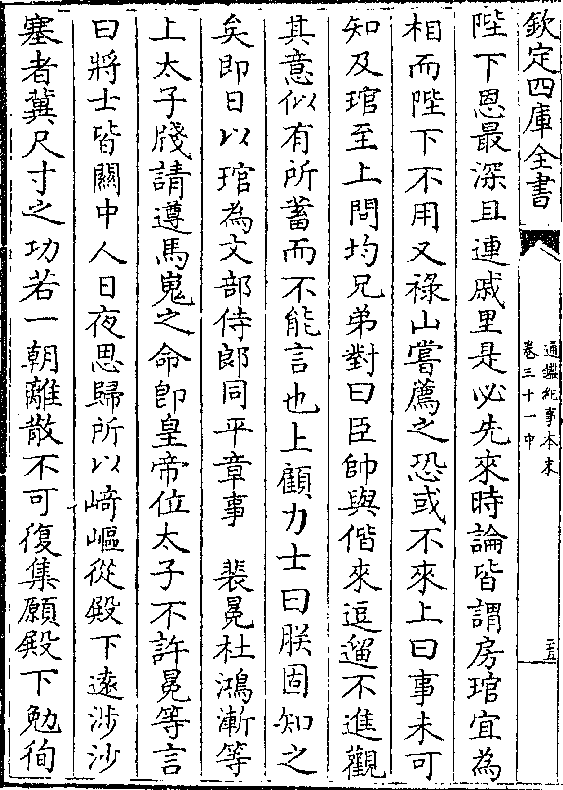 欽定四庫全書
通鑑紀事本末
卷三十一中
三五
陛下恩最深且連戚里是必先來時論皆謂房琯宜為
相而陛下不用又祿山嘗薦之恐或不來上曰事未可
知及琯至上問均兄弟對曰臣帥與偕來逗遛不進觀
其意似有所蓄而不能言也上顧力士曰朕固知之
矣即日以琯為文部侍郎同平章事 裴冕杜鴻漸等
上太子牋請遵馬嵬之命即皇帝位太子不許冕等言
曰將士皆關中人日夜思歸所以崎嶇從殿下遠涉沙
塞者冀尺寸之功若一朝離散不可復集願殿下勉徇